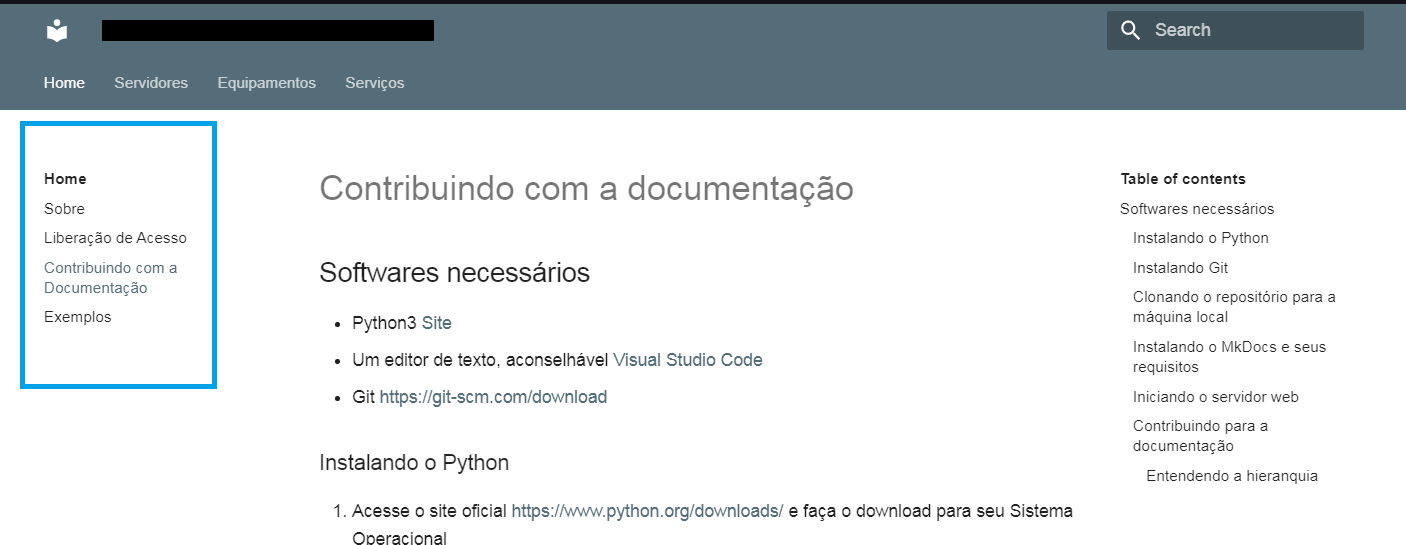 Search
Home Servidores Equipamentos Serviços
Home
Sobre
Liberação de Acesso
Contribuindo com a
Documentação
Exemplos
Contribuindo com a documentação
Softwares necessários
Python3 Site
Um editor de texto, aconselhável Visual Studio Code
Git https://git-scm.com/download
Instalando o Python
1. Acesse o site oficial https://www.python.org/downloads/ e faça o download para seu Sistema
Operacional
Table of contents
Softwares necessários
Instalando o Python
Instalando Git
Clonando o repositório para a
máquina local
Instalando o MkDocs e seus
requisitos
Iniciando o servidor web
Contribuindo para a
documentação
Entendendo a hieranquia